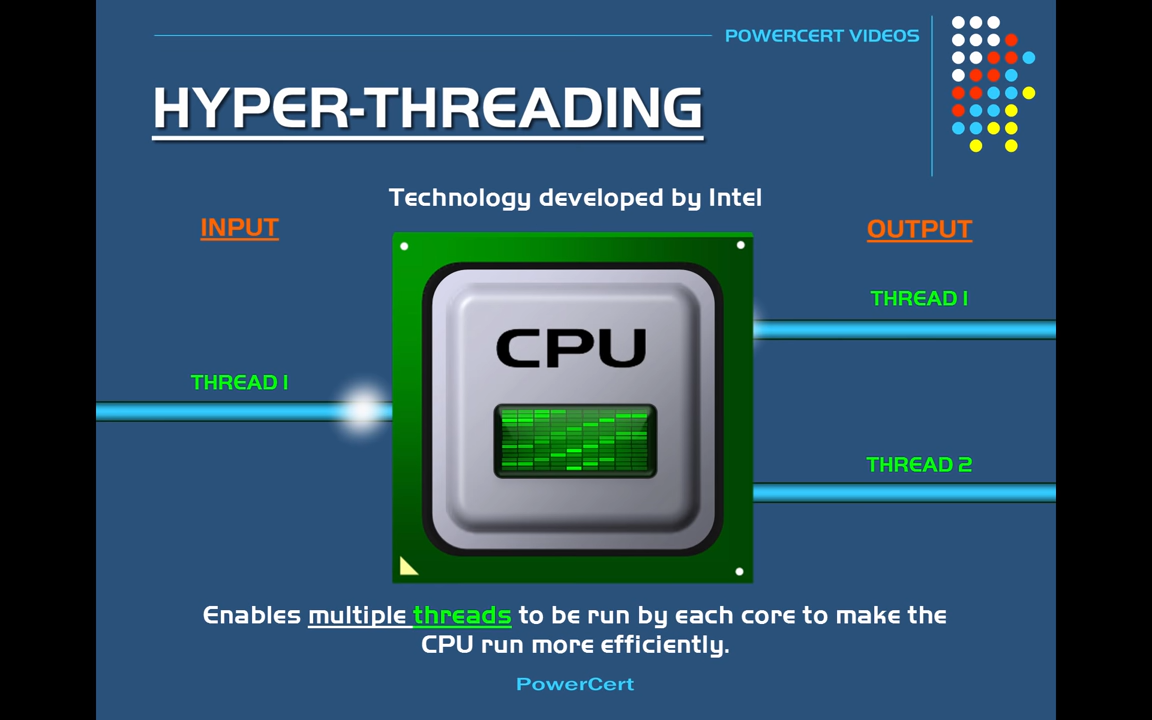 POWERCERT VIDEOS
HYPER-THREADING
Technology developed by Intel
INPUT
OUTPUT
THREAD 1
CPU
THREAD 1
THREAD 2
Enables multiple threads to be run by each core to make the
CPU run more efficiently.
PowerCert